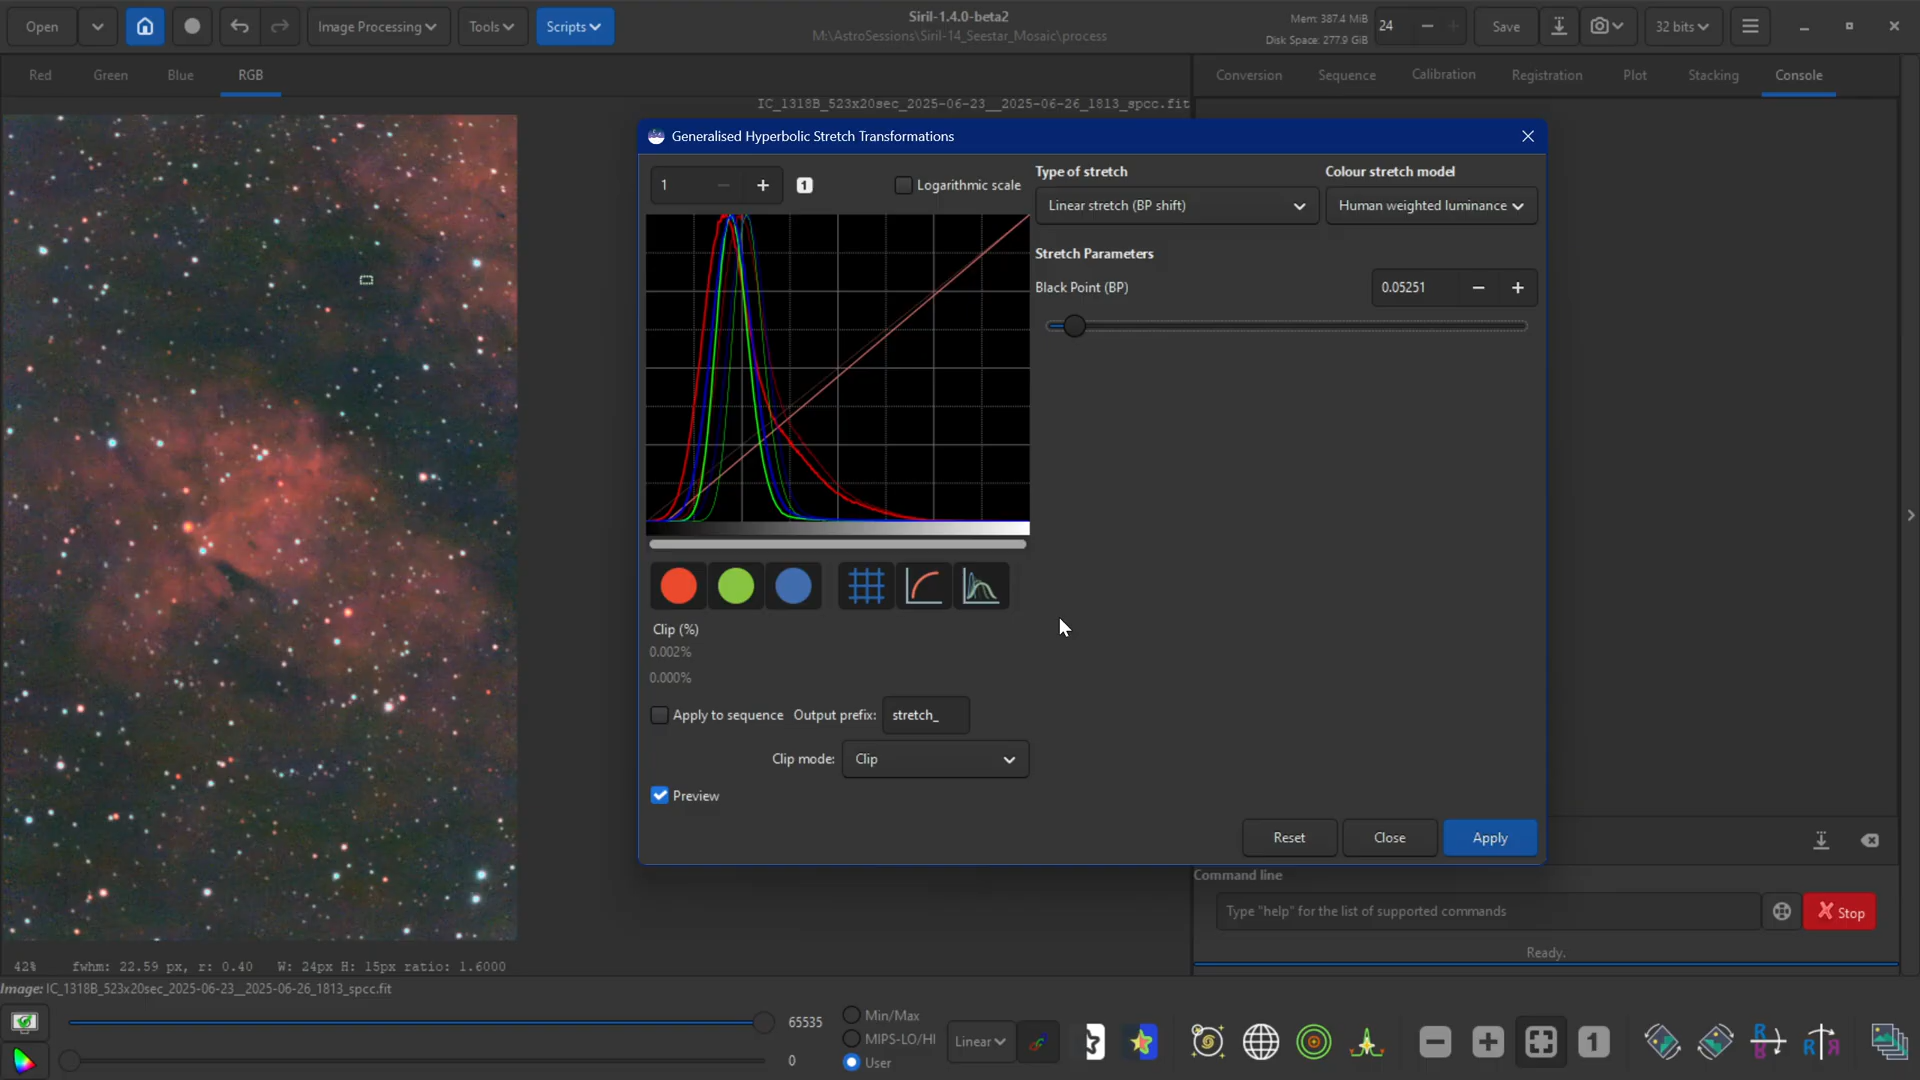 Open
Image Processing
Tools
Scripts
Siril-1.4.0-beta2
M:\AstroSessions\Siril-14_Seestar_Mosaic\process
Mem: 387.4 MiB
Disk Space: 277.9 GiB
24
Save
32 bits
Red
Green
Blue
RGB
Conversion
Sequence
Calibration
Registration
Plot
Stacking
Console
IC_1318B_523x20sec_2025-06-23__2025-06-26_1813_spcc.fit
Generalised Hyperbolic Stretch Transformations
1
1
Logarithmic scale
Type of stretch
Colour stretch model
Linear stretch (BP shift)
Human weighted luminance
Stretch Parameters
Black Point (BP)
0.05251
Clip (%)
0.002%
0.000%
Apply to sequence
Output prefix:
stretch_
Clip mode:
Clip
Preview
Reset
Close
Apply
Command line
Type "help" for the list of supported commands
Stop
Ready.
42%
fwhm: 22.59 px, r: 0.40
W: 24px H: 15px ratio: 1.6000
Image: IC_1318B_523x20sec_2025-06-23__2025-06-26_1813_spcc.fit
65535
0
Min/Max
MIPS-LO/HI
User
Linear
1
R
R
R
R